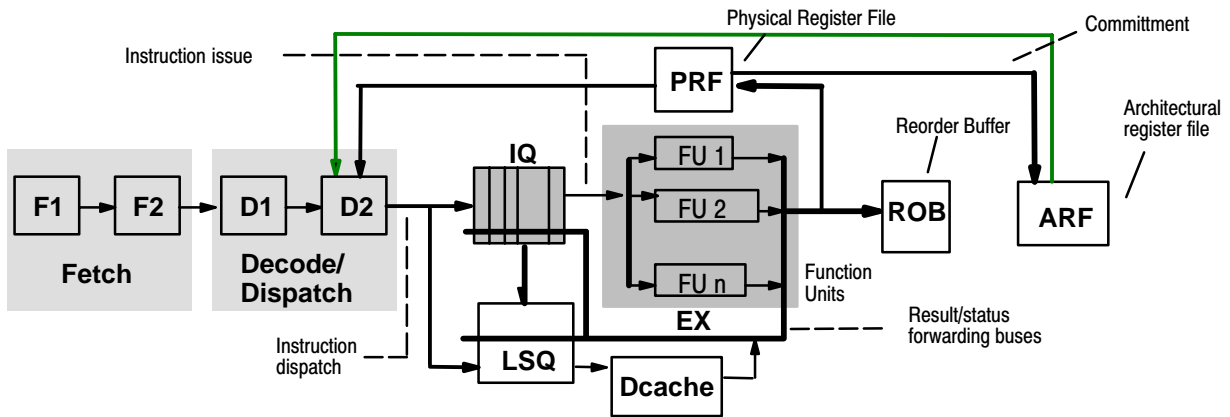 Physical Register File
Committment
Instruction issue
PRF
Architectural
register file
Reorder Buffer
IQ
FU 1
F1
F2
D1
D2
FU 2
ROB
ARF
Fetch
Decode/
Dispatch
FU n
Function
Units
EX
Result/status
forwarding buses
Instruction
dispatch
LSQ
Dcache